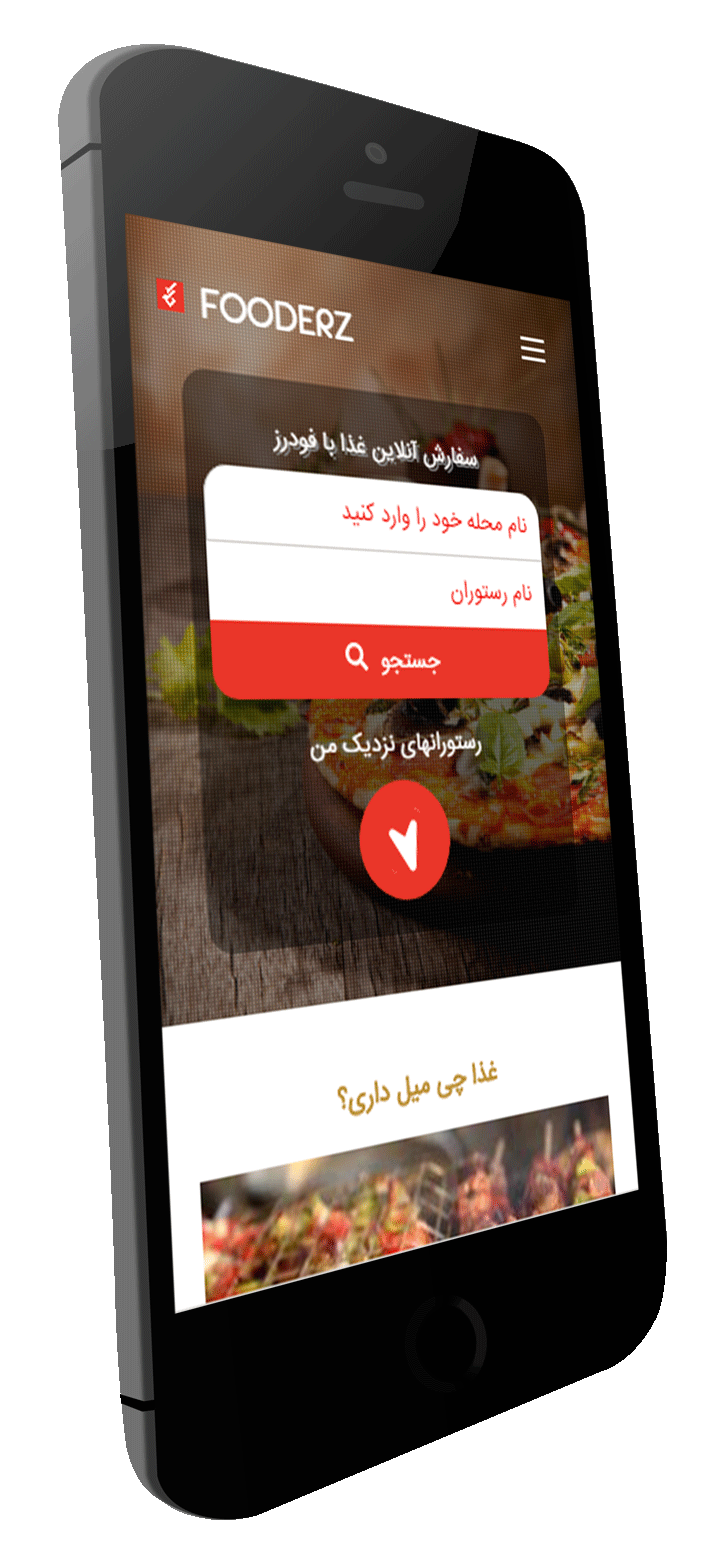 FOODERZ
سفارش آنلاین غذا با فودرز
نام محله خود را وارد کنید
نام رستوران
جستجو
رستورانهای نزدیک من
غذا چی میل داری؟